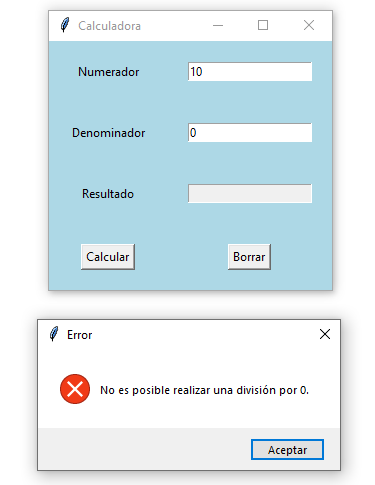 Calculadora
Numerador 10
Denominador 0
Resultado
Calcular Borrar
Error
No es posible realizar una división por 0.
Aceptar